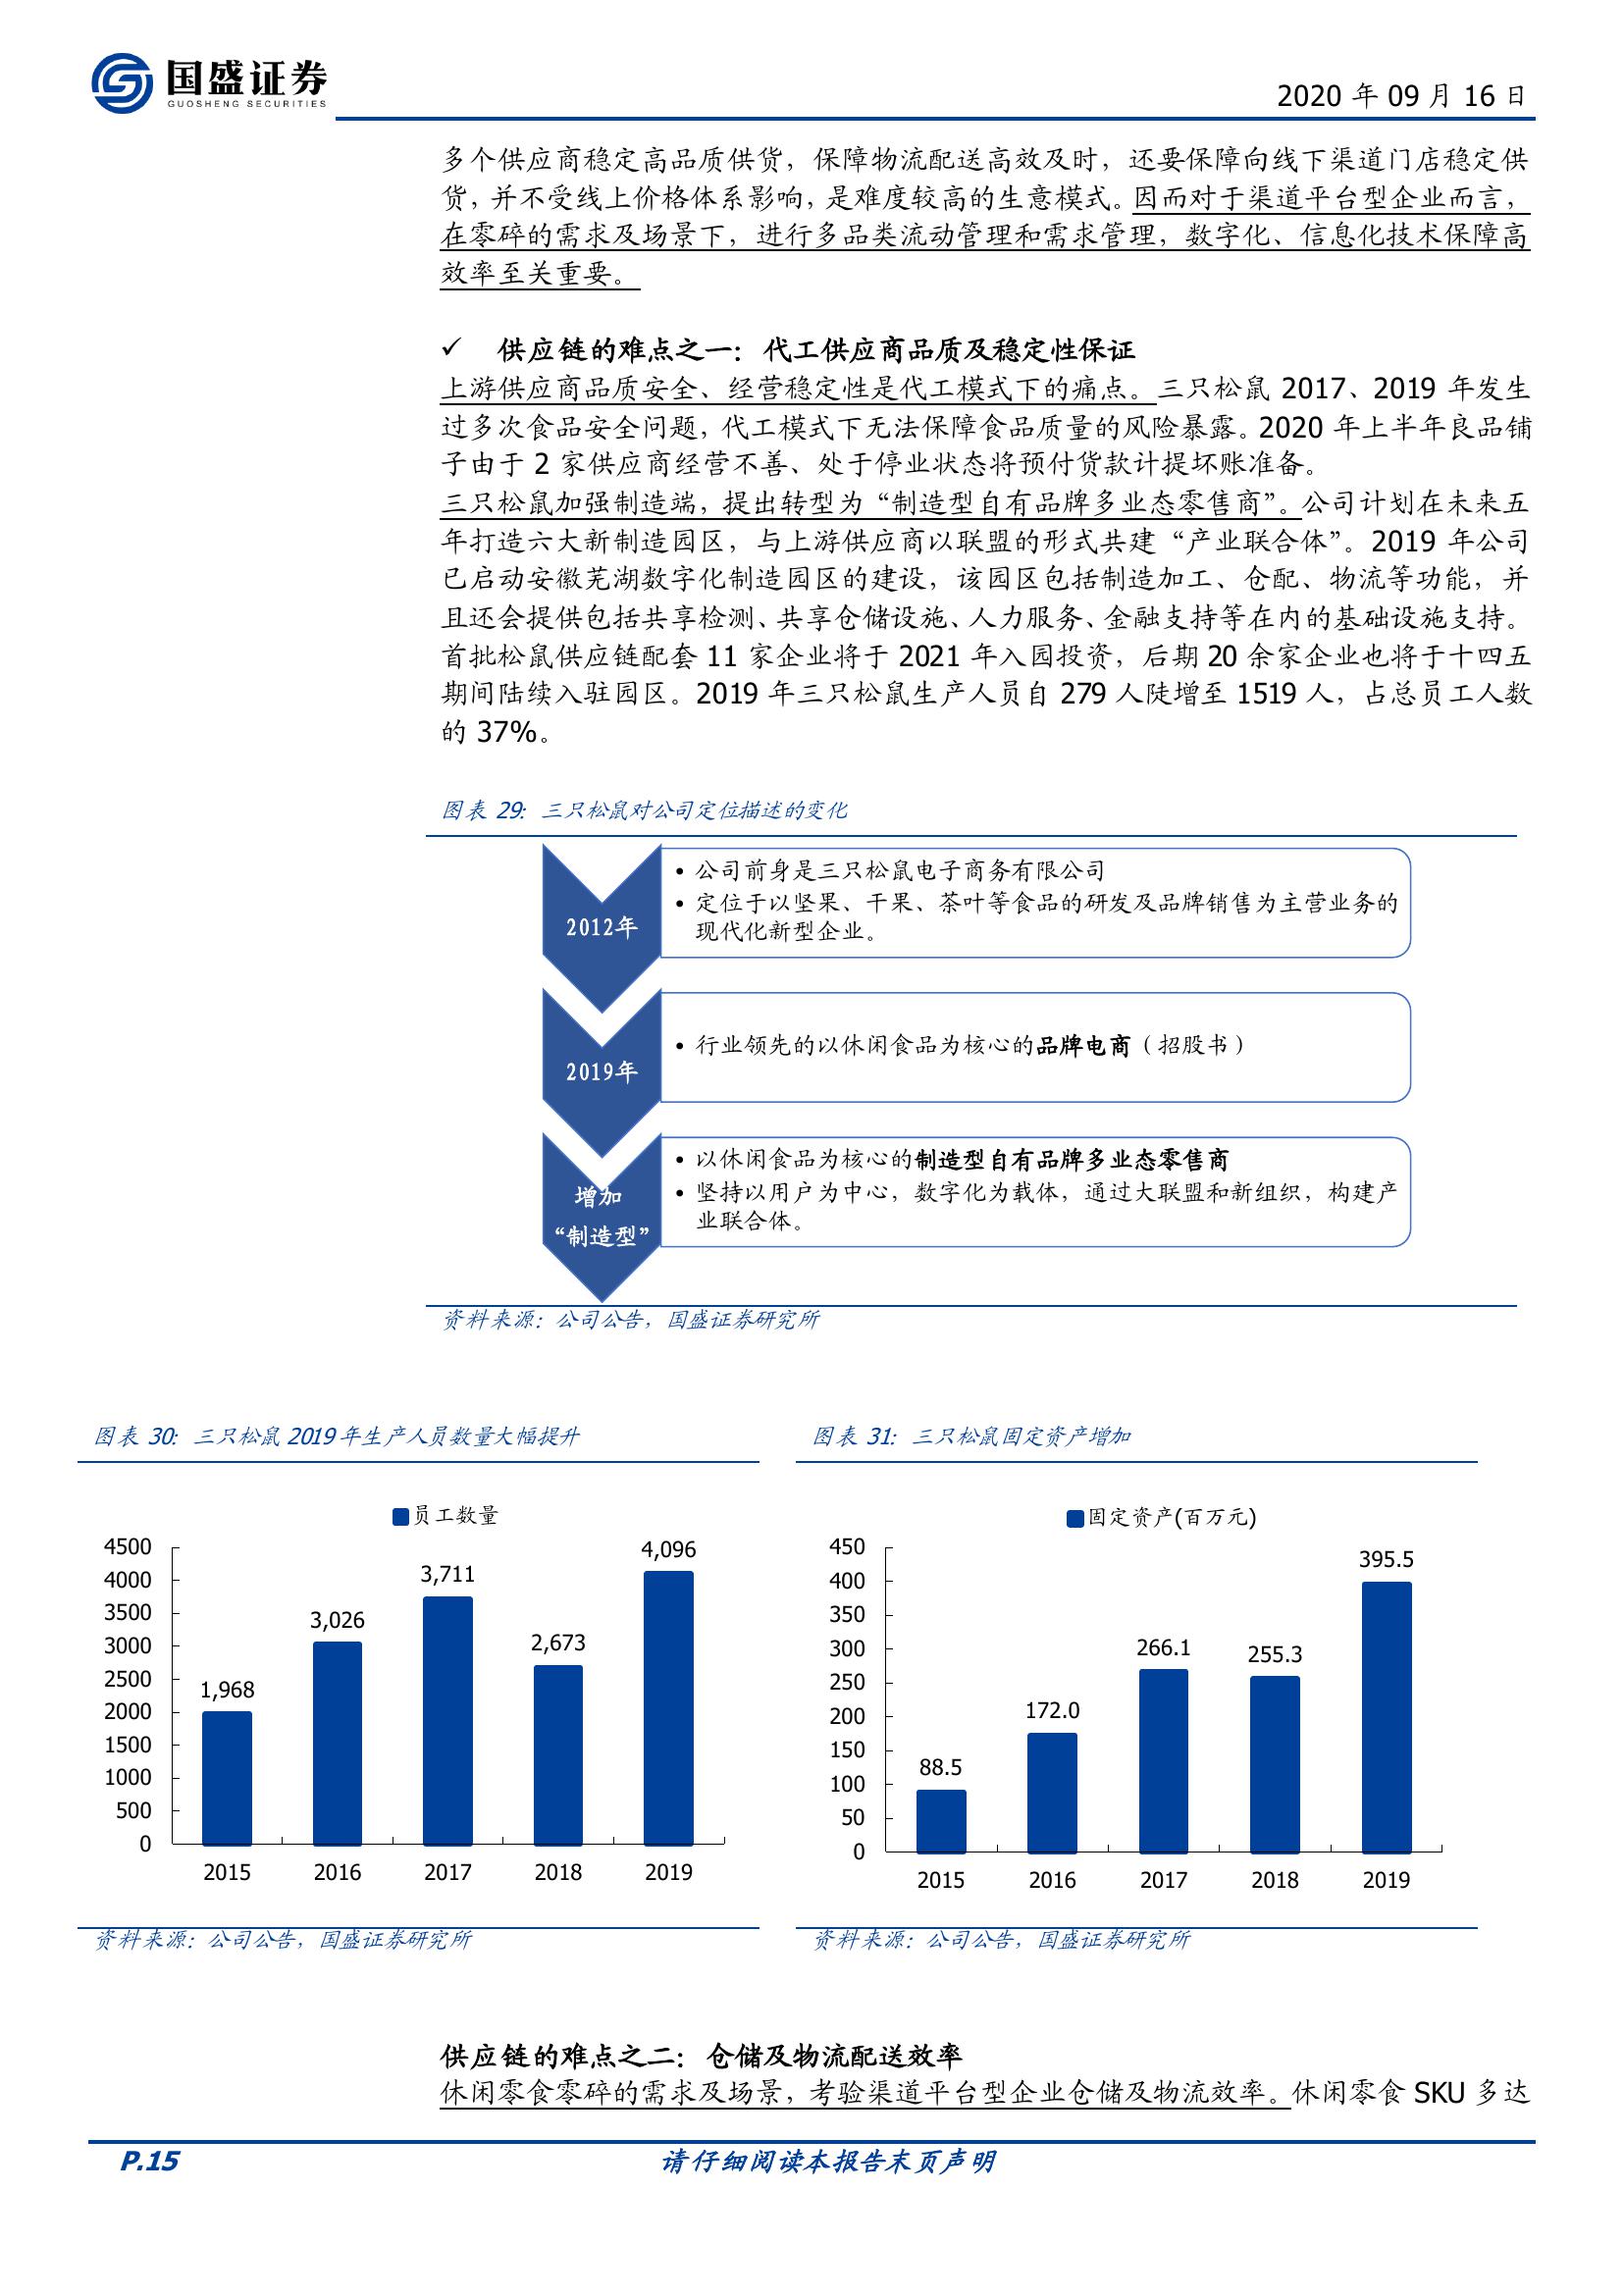 国盛证券
GUOSHENG SECURITIES
2020 年 09 月 16 日
多个供应商稳定高品质供货，保障物流配送高效及时，还要保障向线下渠道门店稳定供
货，并不受线上价格体系影响，是难度较高的生意模式。因而对于渠道平台型企业而言，
在零碎的需求及场景下，进行多品类流动管理和需求管理，数字化、信息化技术保障高
效率至关重要。
✓ 供应链的难点之一：代工供应商品质及稳定性保证
上游供应商品质安全、经营稳定性是代工模式下的痛点。三只松鼠 2017、2019 年发生
过多次食品安全问题，代工模式下无法保障食品质量的风险暴露。2020 年上半年良品铺
子由于 2 家供应商经营不善、处于停业状态将预付货款计提坏账准备。
三只松鼠加强制造端，提出转型为“制造型自有品牌多业态零售商”。公司计划在未来五
年打造六大新制造园区，与上游供应商以联盟的形式共建“产业联合体”。2019 年公司
已启动安徽芜湖数字化制造园区的建设，该园区包括制造加工、仓配、物流等功能，并
且还会提供包括共享检测、共享仓储设施、人力服务、金融支持等在内的基础设施支持。
首批松鼠供应链配套 11 家企业将于 2021 年入园投资，后期 20 余家企业也将于十四五
期间陆续入驻园区。2019 年三只松鼠生产人员自 279 人陡增至 1519 人，占总员工人数
的 37%。
图表 29：三只松鼠对公司定位描述的变化
2012年
• 公司前身是三只松鼠电子商务有限公司
• 定位于以坚果、干果、茶叶等食品的研发及品牌销售为主营业务的
现代化新型企业。
2019年
• 行业领先的以休闲食品为核心的品牌电商（招股书）
增加
“制造型”
• 以休闲食品为核心的制造型自有品牌多业态零售商
• 坚持以用户为中心，数字化为载体，通过大联盟和新组织，构建产
业联合体。
资料来源：公司公告，国盛证券研究所
图表 30：三只松鼠 2019 年生产人员数量大幅提升
员工数量
4500
4000
3500
3000
2500
2000
1500
1000
500
0
1,968
3,026
3,711
2,673
4,096
2015 2016 2017 2018 2019
资料来源：公司公告，国盛证券研究所
图表 31：三只松鼠固定资产增加
固定资产(百万元)
450
400
350
300
250
200
150
100
50
0
88.5
172.0
266.1
255.3
395.5
2015 2016 2017 2018 2019
资料来源：公司公告，国盛证券研究所
供应链的难点之二：仓储及物流配送效率
休闲零食零碎的需求及场景，考验渠道平台型企业仓储及物流效率。休闲零食 SKU 多达
P.15
请仔细阅读本报告末页声明